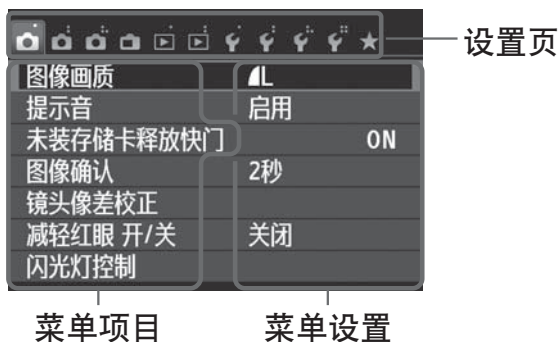 设置页
图像画质 L
提示音 启用
未装存储卡释放快门 ON
图像确认 2秒
镜头像差校正
减轻红眼 开/关 关闭
闪光灯控制
菜单项目 菜单设置